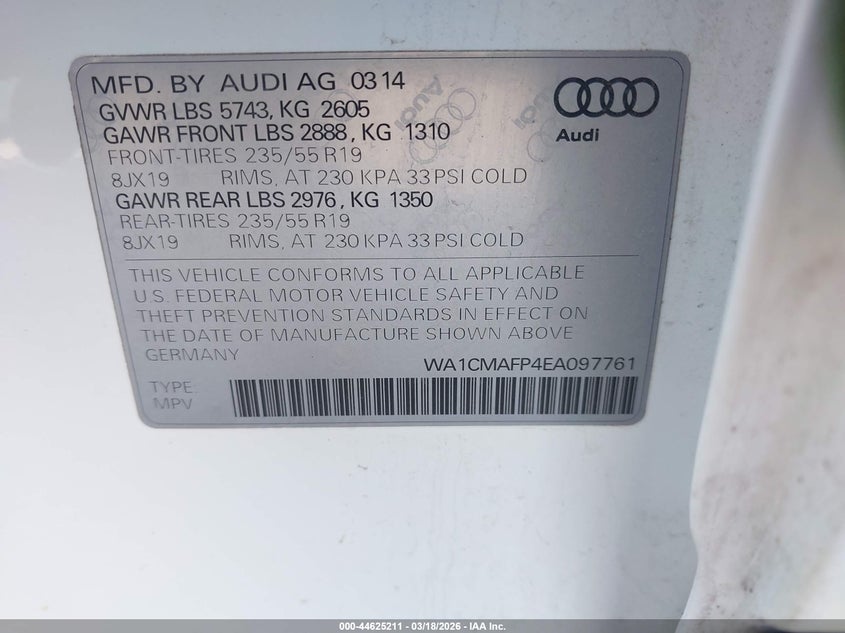 MFD. BY AUDI AG 03 14
GVWR LBS 5743, KG 2605
GAWR FRONT LBS 2888, KG 1310
FRONT-TIRES 235/55 R19
8JX19 RIMS, AT 230 KPA 33 PSI COLD
GAWR REAR LBS 2976, KG 1350
REAR-TIRES 235/55 R19
8JX19 RIMS, AT 230 KPA 33 PSI COLD
Audi
THIS VEHICLE CONFORMS TO ALL APPLICABLE
U.S. FEDERAL MOTOR VEHICLE SAFETY AND
THEFT PREVENTION STANDARDS IN EFFECT ON
THE DATE OF MANUFACTURE SHOWN ABOVE.
GERMANY
WA1CMAFP4EA097761
TYPE:
MPV
000-44625211 - 03/18/2026 - IAA Inc.